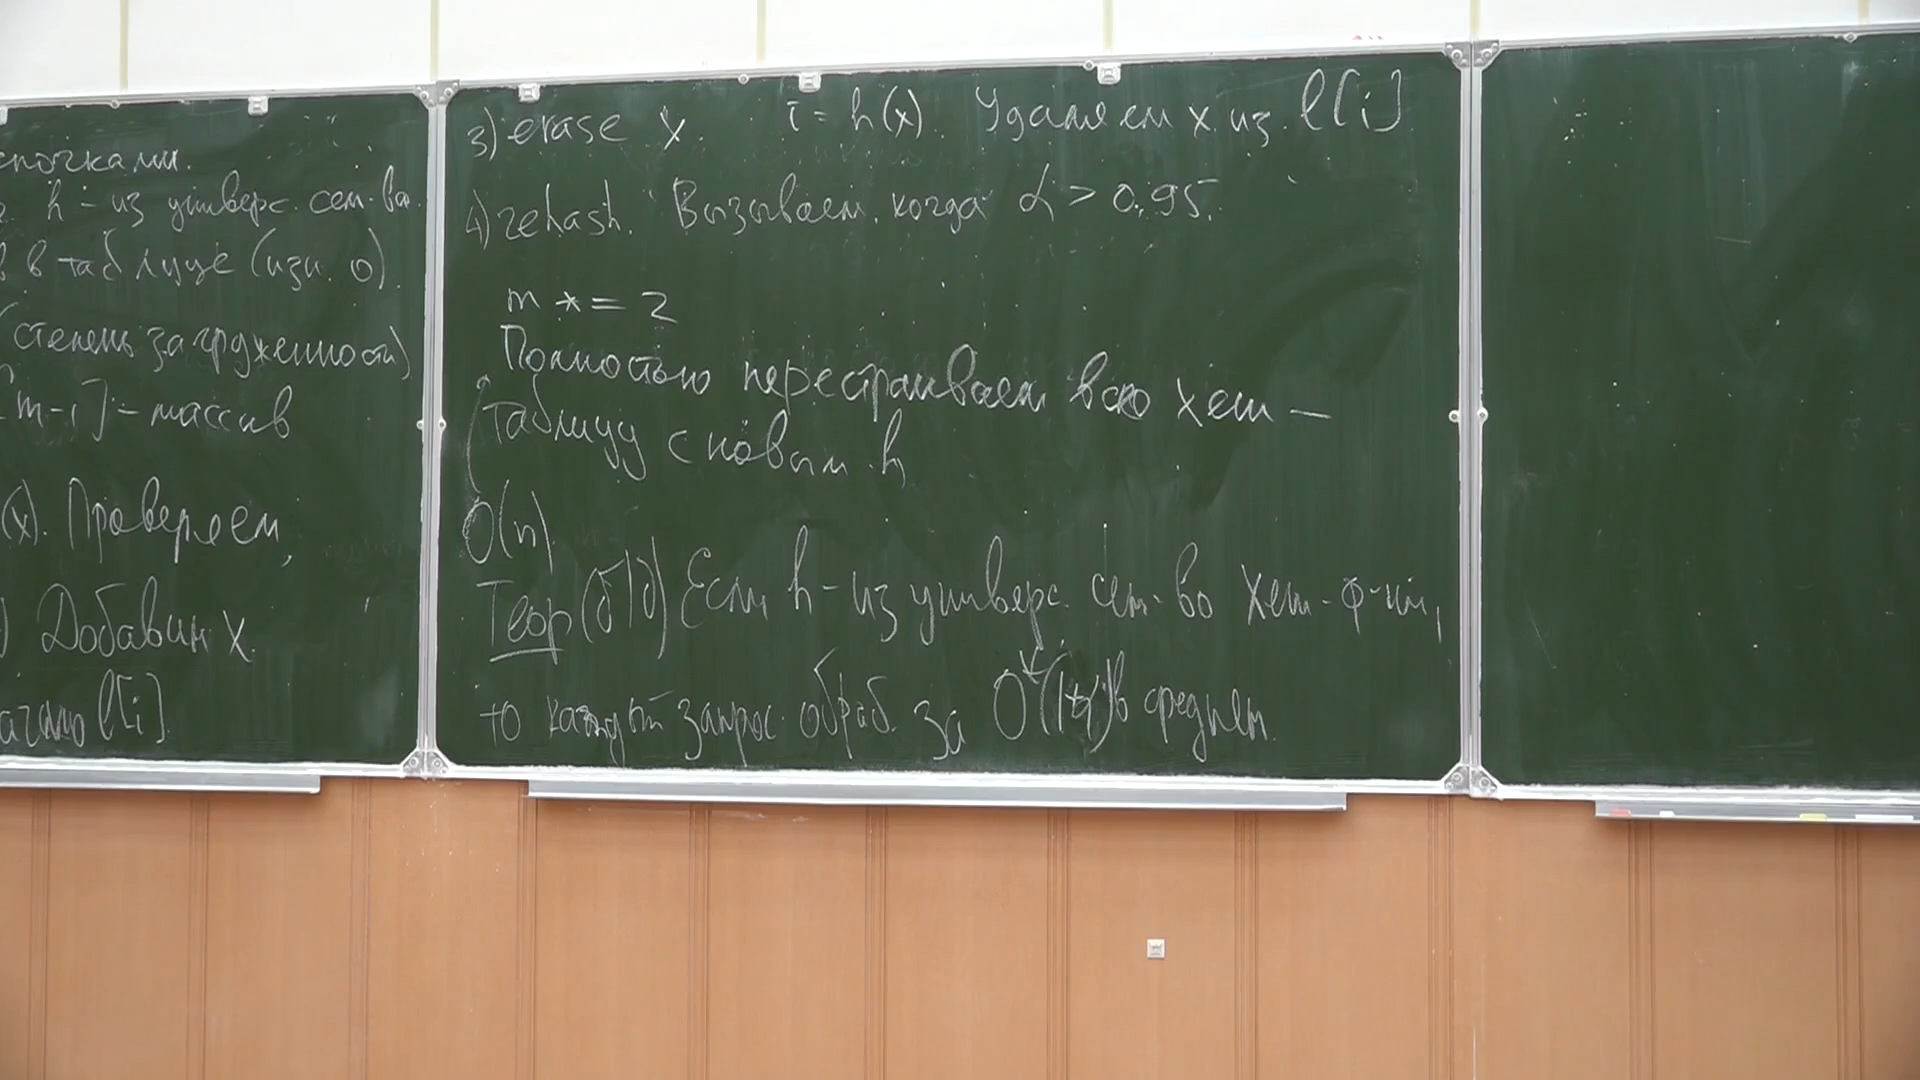 почками.
h - из универс. сем-ва.
в в таблице (изн. 0).
(степень загруженности)
m-1] - массив
(x). Проверяем,
) Добавим x.
начало l[i].
3) erase x. i = h(x). Удаляем x из l[i].
4) rehash. Вызываем, когда α > 0,95.
m *= 2
Полностью перестраиваем всю хеш-
таблицу с новым h
O(n)
Теор (б/д) Если h - из универс. сем-во хеш-ф-ий,
то каждый запрос обраб. за O*(1+α) в среднем.